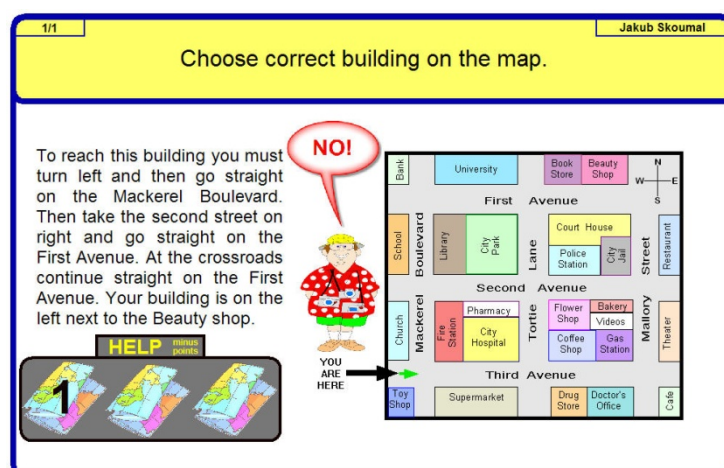 1/1
Jakub Skoumal
Choose correct building on the map.
To reach this building you must
turn left and then go straight
on the Mackerel Boulevard.
Then take the second street on
right and go straight on the
First Avenue. At the crossroads
continue straight on the First
Avenue. Your building is on the
left next to the Beauty shop.
NO!
HELP minus
points
1
YOU
ARE
HERE
Bank
University
Book
Store
Beauty
Shop
N
W E
S
First Avenue
School
Boulevard
Library
City
Park
Lane
Court House
Police
Station
City
Jail
Street
Restaurant
Second Avenue
Church
Mackerel
Fire
Station
Pharmacy
City
Hospital
Tortie
Flower
Shop
Bakery
Videos
Coffee
Shop
Gas
Station
Mallory
Theater
Third Avenue
Toy
Shop
Supermarket
Drug
Store
Doctor's
Office
Cafe